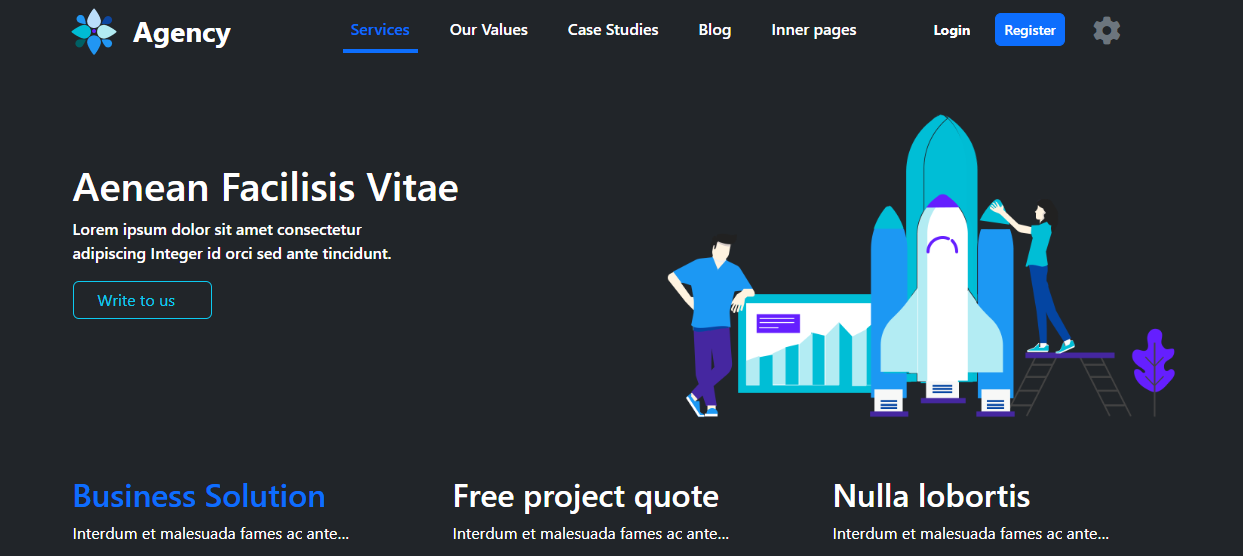 Agency
Services Our Values Case Studies Blog Inner pages Login Register
Aenean Facilisis Vitae
Lorem ipsum dolor sit amet consectetur
adipiscing Integer id orci sed ante tincidunt.
Write to us
Business Solution Free project quote Nulla lobortis
Interdum et malesuada fames ac ante... Interdum et malesuada fames ac ante... Interdum et malesuada fames ac ante...